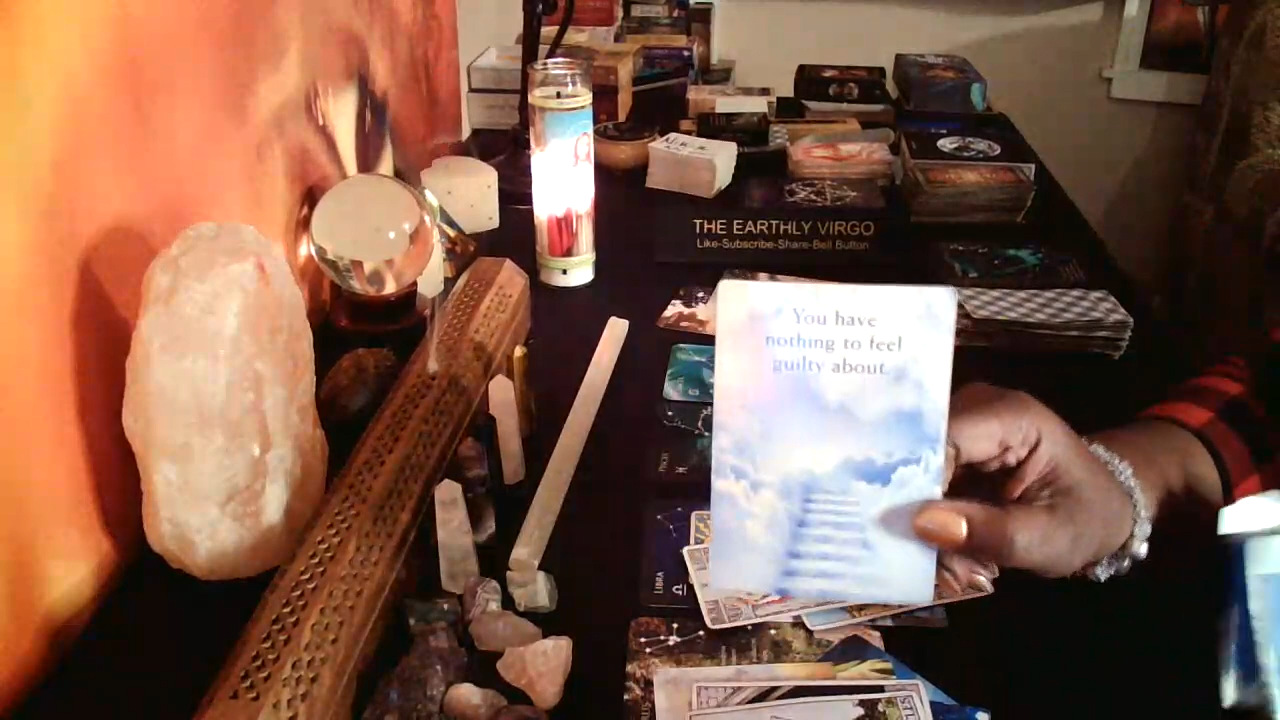 THE EARTHLY VIRGO
Like-Subscribe-Share-Bell Button
You have
nothing to feel
guilty about.
LIBRA